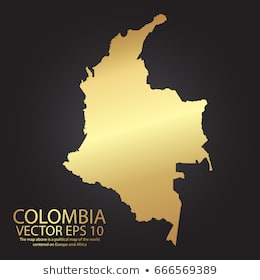 COLOMBIA
VECTOR EPS 10
The map above is a political map of the world
centered on Europe and Africa
shutterstock.com · 666569389